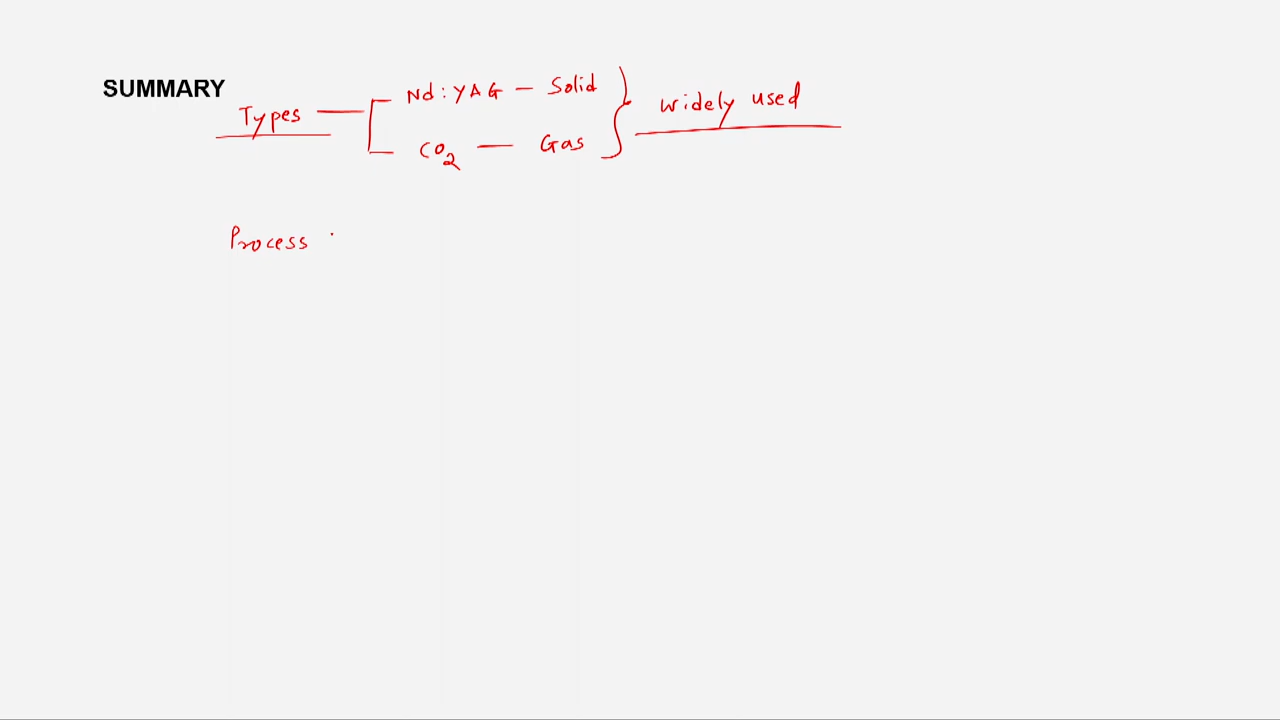 SUMMARY
Types — Nd:YAG — Solid
CO2 — Gas
Widely used
Process